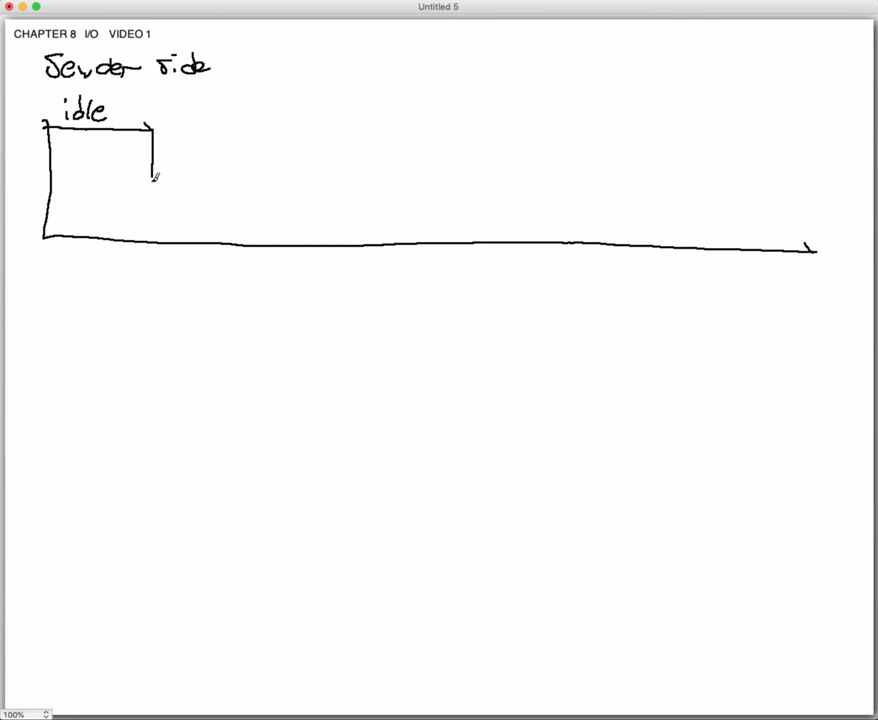 Untitled 5
CHAPTER 8 I/O VIDEO 1
Sender side
idle
100%